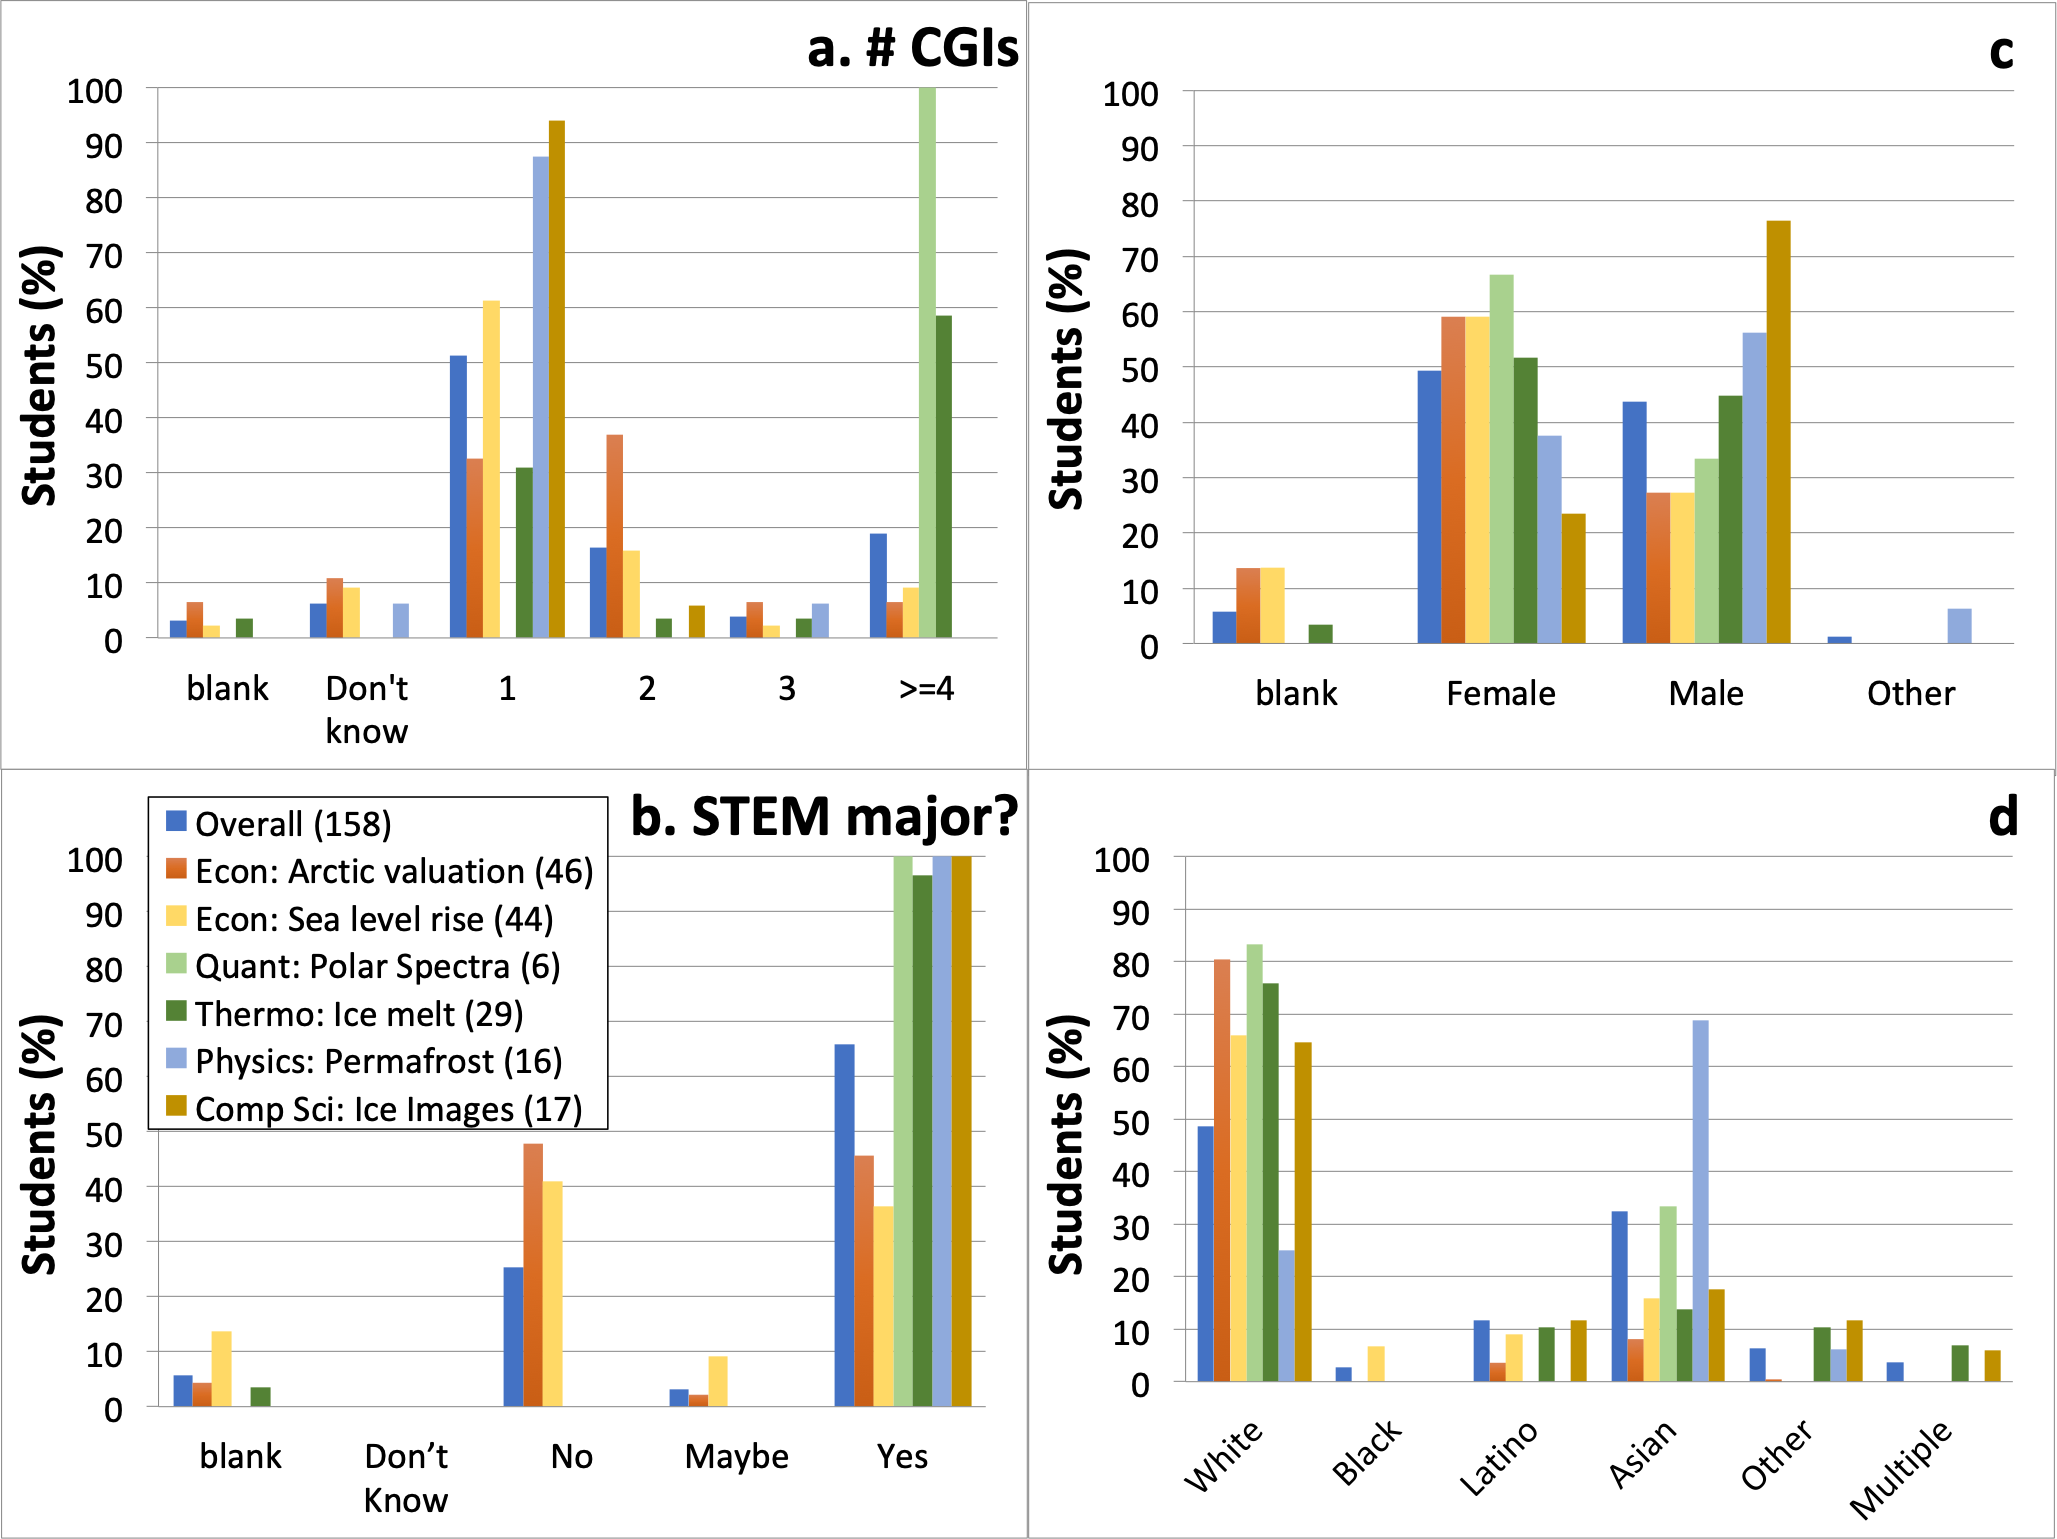 a. # CGIs
Students (%)
100
90
80
70
60
50
40
30
20
10
0
blank
Don't
know
1
2
3
>=4
c
Students (%)
100
90
80
70
60
50
40
30
20
10
0
blank
Female
Male
Other
b. STEM major?
Overall (158)
Econ: Arctic valuation (46)
Econ: Sea level rise (44)
Quant: Polar Spectra (6)
Thermo: Ice melt (29)
Physics: Permafrost (16)
Comp Sci: Ice Images (17)
Students (%)
100
90
80
70
60
50
40
30
20
10
0
blank
Don’t
Know
No
Maybe
Yes
d
Students (%)
100
90
80
70
60
50
40
30
20
10
0
White
Black
Latino
Asian
Other
Multiple